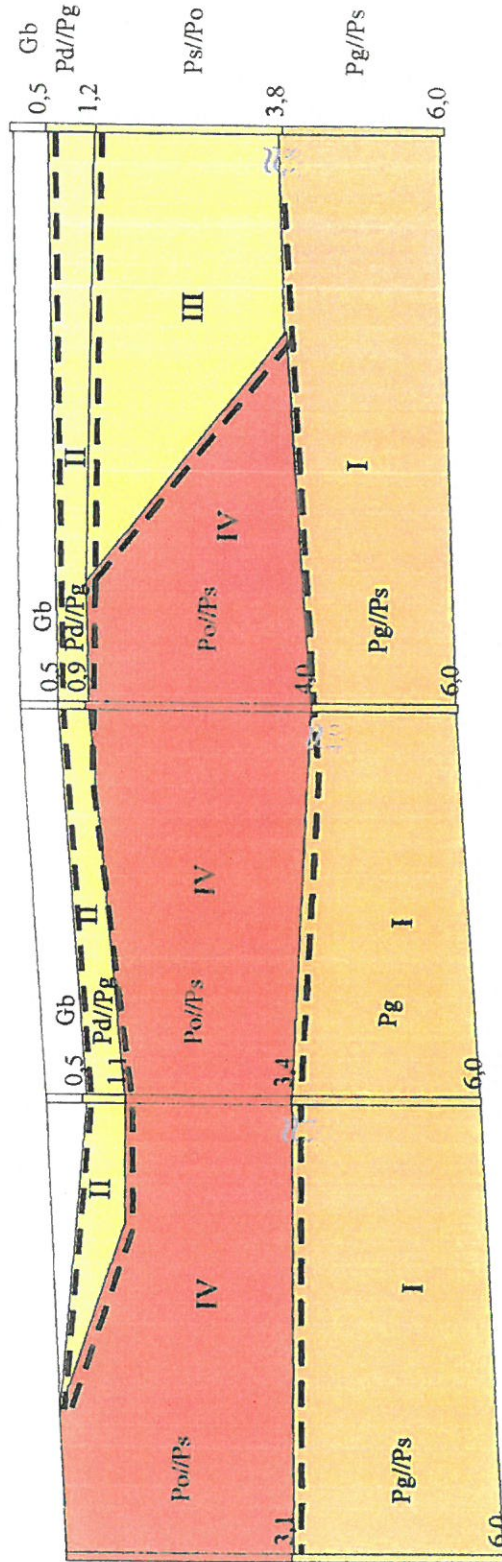 Gb
0,5
Pd//Pg
1,2
Ps//Po
3,8
Pg//Ps
6,0
II
III
I
Gb
0,5
Pd//Pg
0,9
IV
Po//Ps
4,0
Pg//Ps
6,0
II
Gb
0,5
Pd//Pg
1,1
IV
Po//Ps
3,4
I
Pg
6,0
II
IV
Po//Ps
3,1
I
Pg//Ps
6,0